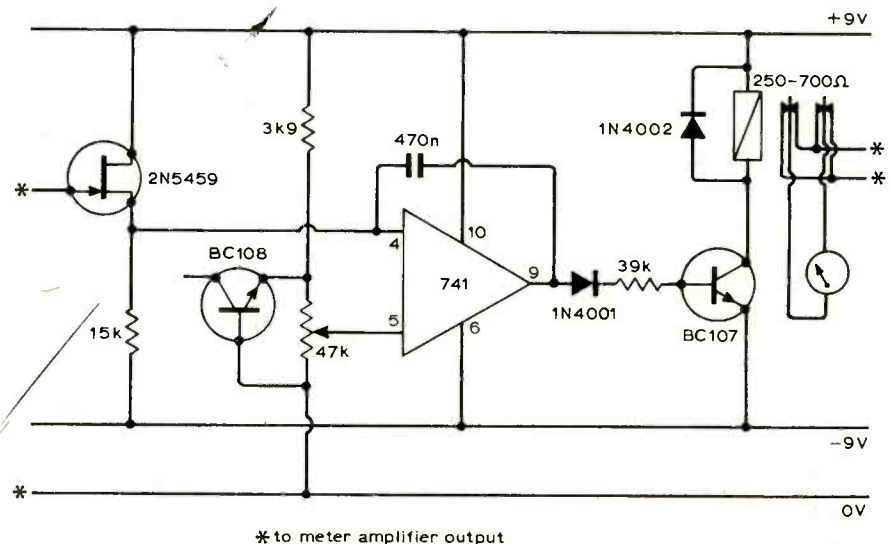 +9V
250-700Ω
3k9
470n
1N4002
*
*
2N5459
*
BC108
4
10
741
9
39k
5
6
1N4001
BC107
15k
47k
-9V
*
0V
* to meter amplifier output